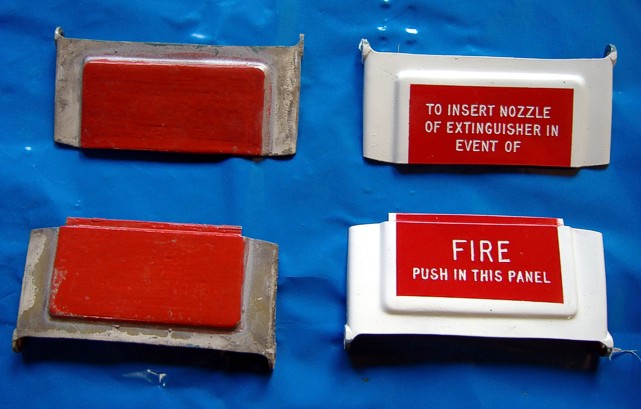 TO INSERT NOZZLE
OF EXTINGUISHER IN
EVENT OF
FIRE
PUSH IN THIS PANEL